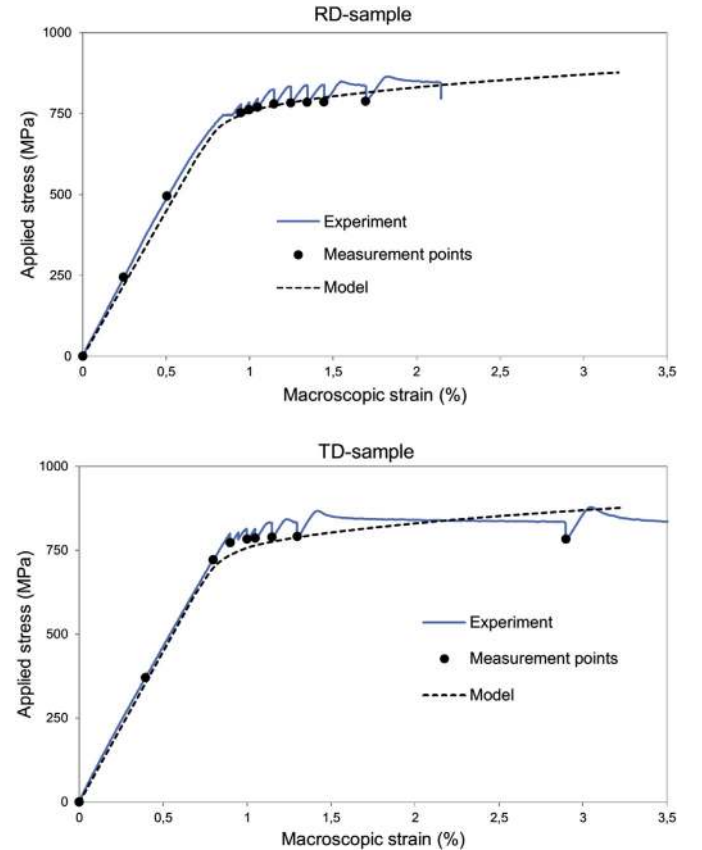 RD-sample
1000
750
500
250
0
Applied stress (MPa)
Experiment
Measurement points
Model
0 0,5 1 1,5 2 2,5 3 3,5
Macroscopic strain (%)
TD-sample
1000
750
500
250
0
Applied stress (MPa)
Experiment
Measurement points
Model
0 0,5 1 1,5 2 2,5 3 3,5
Macroscopic strain (%)